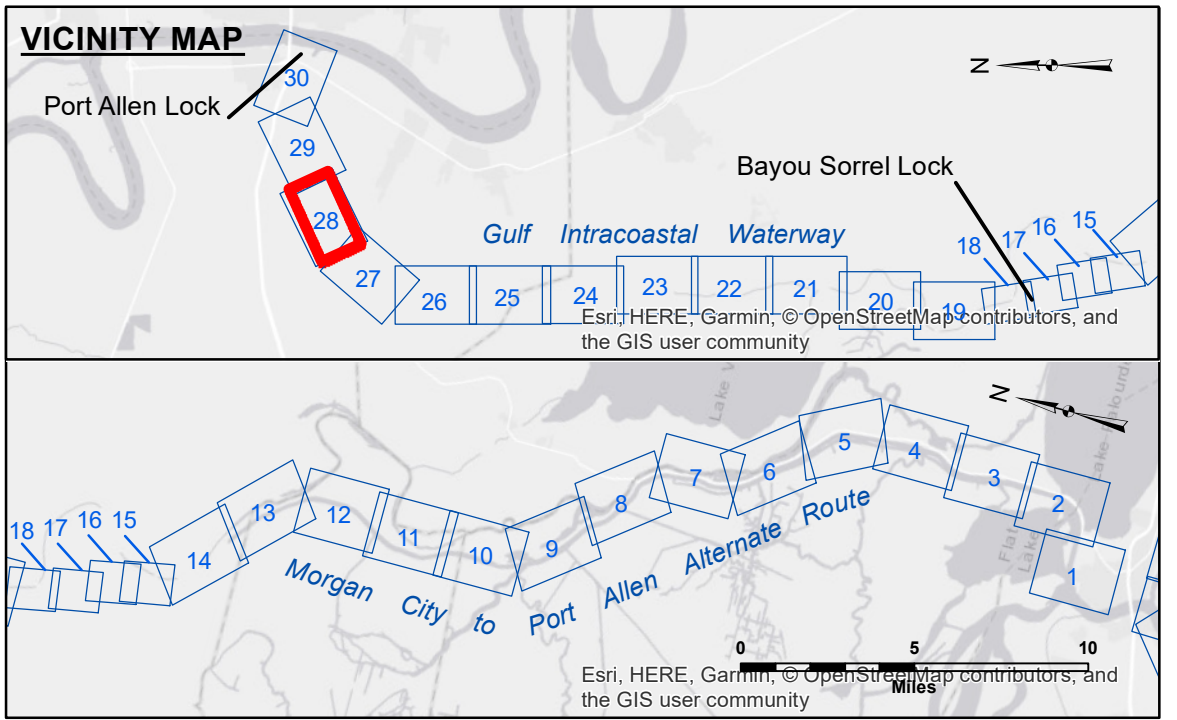 VICINITY MAP
30
Port Allen Lock
N
29
Bayou Sorrel Lock
28
Gulf Intracoastal Waterway
18
17
16
15
27
26
25
24
23
22
21
20
19
Esri, HERE, Garmin, © OpenStreetMap contributors, and
the GIS user community
Lake
N
5
4
3
2
1
6
7
8
9
10
11
12
13
14
15
16
17
18
Lake
Morgan City to Port Allen Alternate Route
0
5
10
Miles
Esri, HERE, Garmin, © OpenStreetMap contributors, and
the GIS user community